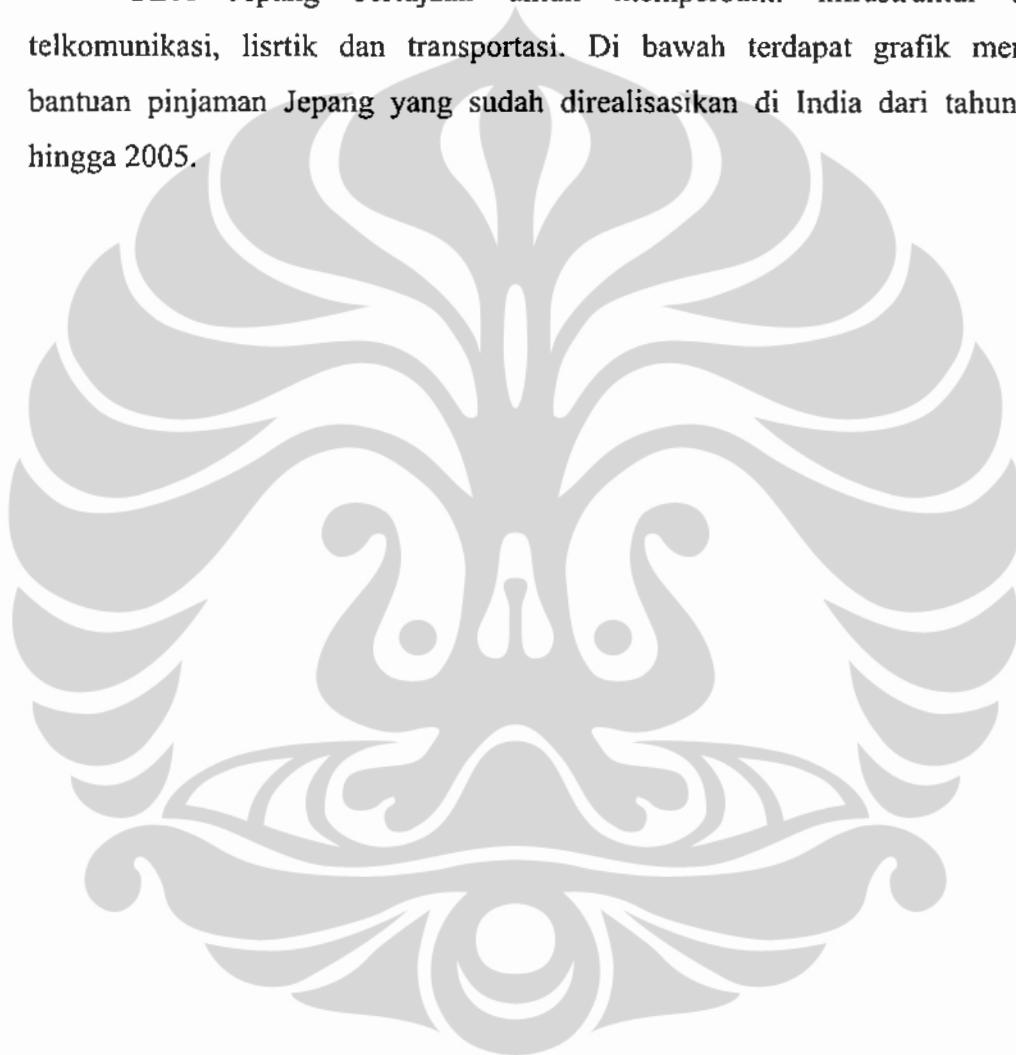 Jepang
telkomunikasi, lisrtik dan transportasi. Di bawah terdapat grafik
bantuan pinjaman Jepang yang sudah direalisasikan di India dari tahun
hingga 2005.